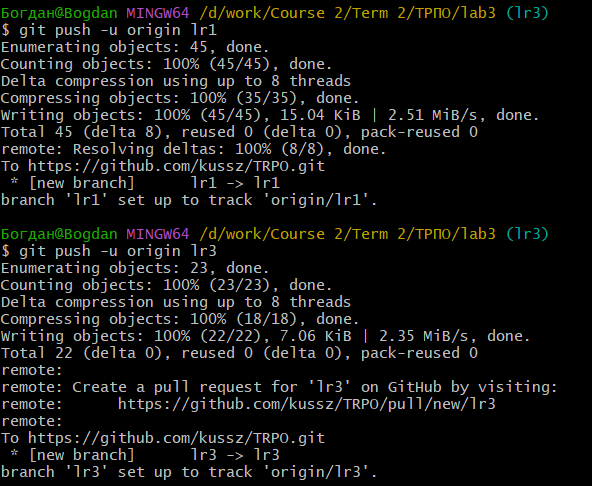 Богдан@Bogdan MINGW64 /d/work/Course 2/Term 2/ТРПО/lab3 (lr3)
$ git push -u origin lr1
Enumerating objects: 45, done.
Counting objects: 100% (45/45), done.
Delta compression using up to 8 threads
Compressing objects: 100% (35/35), done.
Writing objects: 100% (45/45), 15.04 KiB | 2.51 MiB/s, done.
Total 45 (delta 8), reused 0 (delta 0), pack-reused 0
remote: Resolving deltas: 100% (8/8), done.
To https://github.com/kussz/TRPO.git
 * [new branch]      lr1 -> lr1
branch 'lr1' set up to track 'origin/lr1'.
Богдан@Bogdan MINGW64 /d/work/Course 2/Term 2/ТРПО/lab3 (lr3)
$ git push -u origin lr3
Enumerating objects: 23, done.
Counting objects: 100% (23/23), done.
Delta compression using up to 8 threads
Compressing objects: 100% (18/18), done.
Writing objects: 100% (22/22), 7.06 KiB | 2.35 MiB/s, done.
Total 22 (delta 0), reused 0 (delta 0), pack-reused 0
remote:
remote: Create a pull request for 'lr3' on GitHub by visiting:
remote:      https://github.com/kussz/TRPO/pull/new/lr3
remote:
To https://github.com/kussz/TRPO.git
 * [new branch]      lr3 -> lr3
branch 'lr3' set up to track 'origin/lr3'.